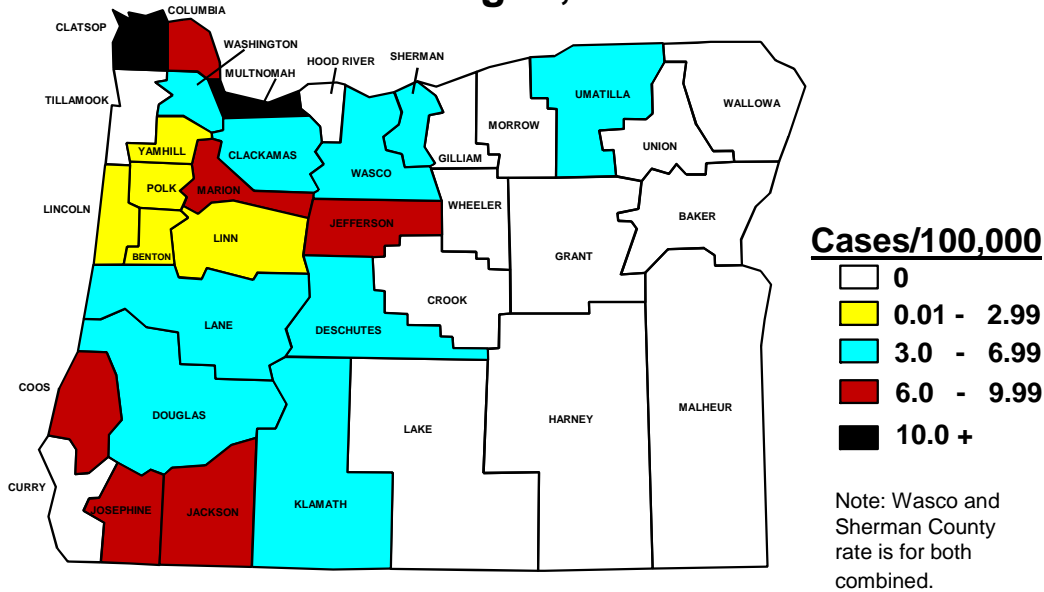 COLUMBIA
CLATSOP
WASHINGTON
MULTNOMAH
HOOD RIVER
SHERMAN
TILLAMOOK
UMATILLA
WALLOWA
MORROW
UNION
YAMHILL
CLACKAMAS
GILLIAM
WASCO
POLK
MARION
LINCOLN
WHEELER
BAKER
JEFFERSON
LINN
BENTON
GRANT
CROOK
LANE
DESCHUTES
COOS
DOUGLAS
LAKE
HARNEY
MALHEUR
CURRY
JOSEPHINE
JACKSON
KLAMATH
Cases/100,000
0
0.01 - 2.99
3.0 - 6.99
6.0 - 9.99
10.0 +
Note: Wasco and
Sherman County
rate is for both
combined.